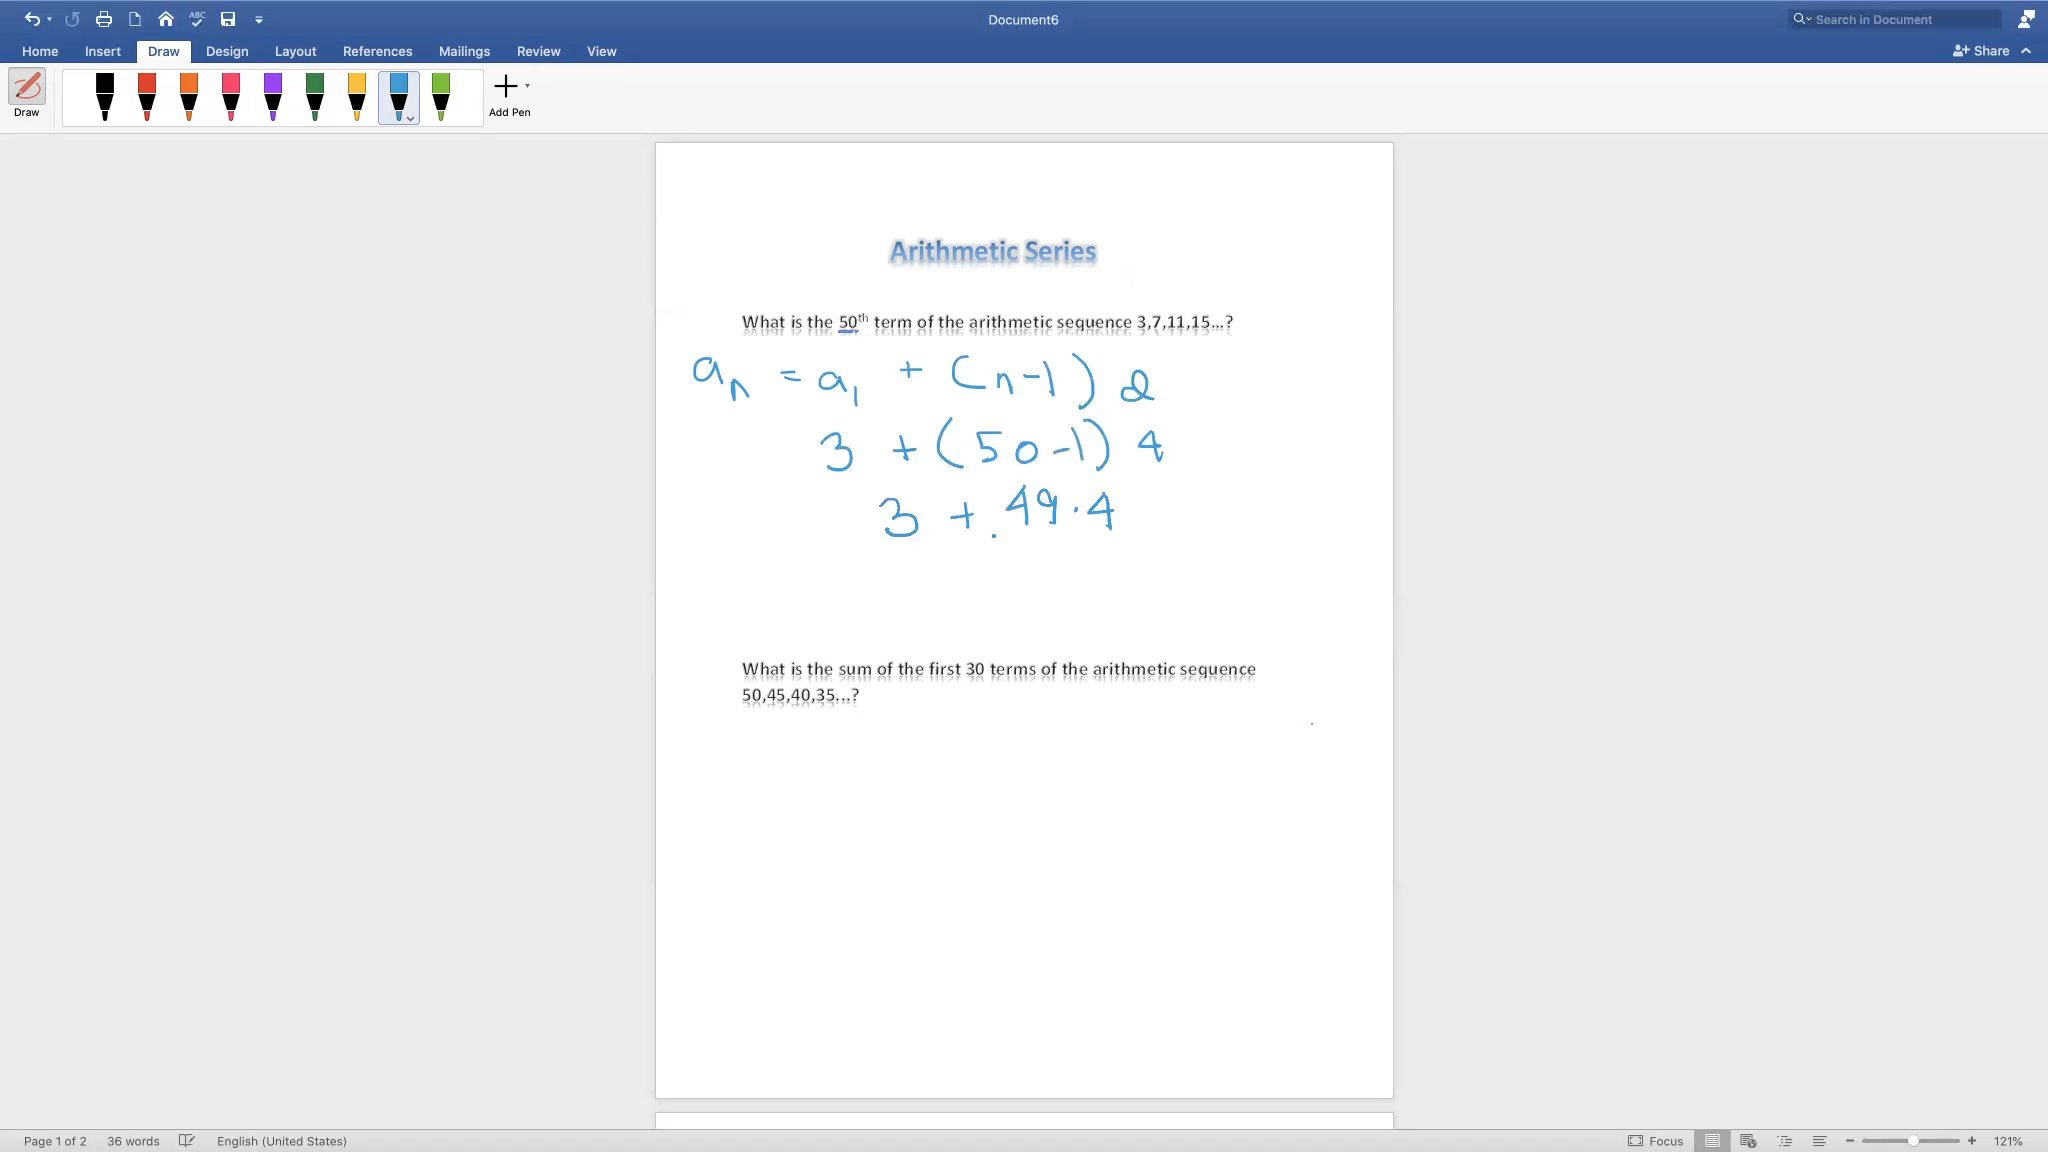 Document6
Search in Document
ABC
Home Insert Draw Design Layout References Mailings Review View
Share
Draw
Add Pen
Arithmetic Series
What is the 50th term of the arithmetic sequence 3,7,11,15...?
an = a1 + (n-1) d
3 + (50-1) 4
3 + 49·4
What is the sum of the first 30 terms of the arithmetic sequence
50,45,40,35...?
Page 1 of 2 36 words English (United States) Focus 121%